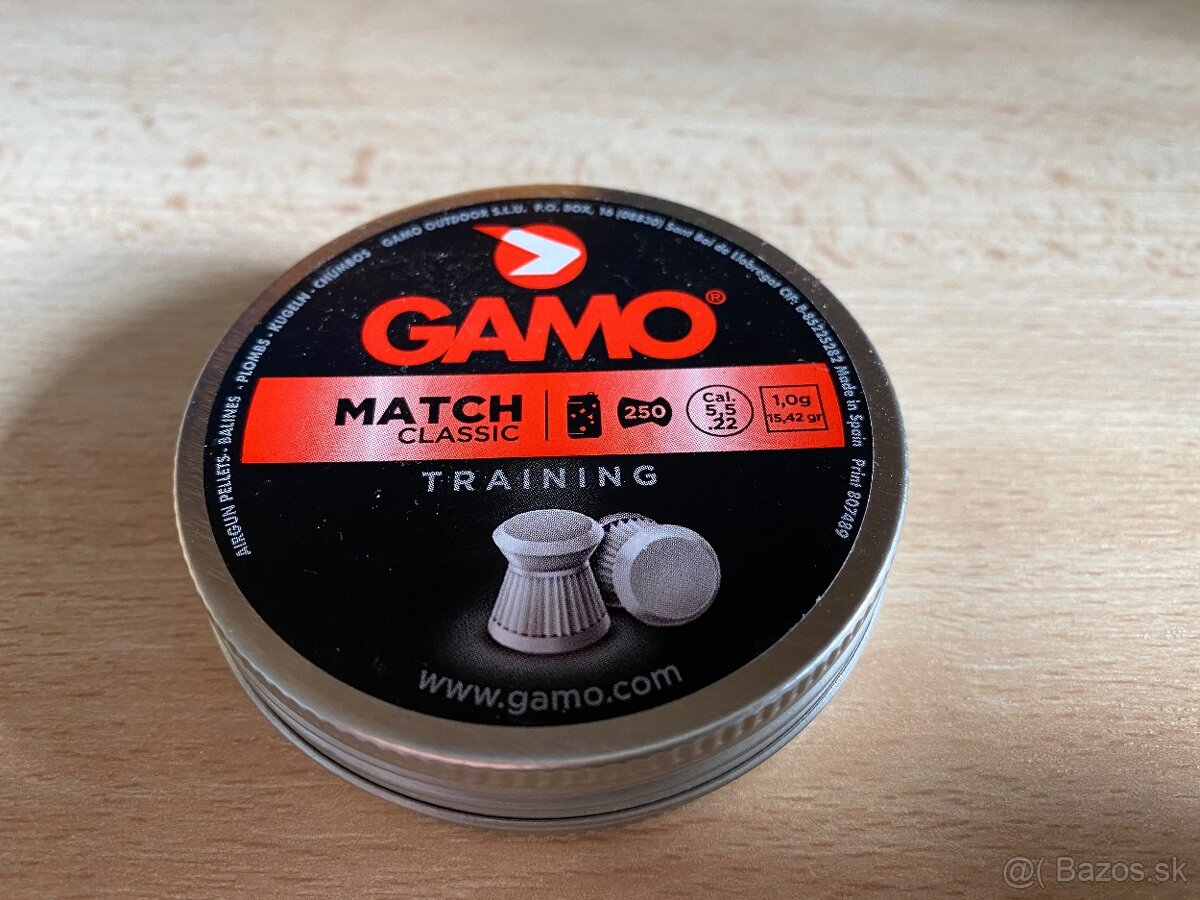 AIRGUN PELLETS - BALINES - PLOMBS - KUGELN - CHUMBOS
GAMO OUTDOOR S.L.U. P.O. BOX, 16 (08830) Sant Boi de Llobregat CIF: B-85225282 Made in Spain Print 807489
GAMO®
MATCH
CLASSIC
250
Cal.
5,5
.22
1,0g
15,42 gr
TRAINING
www.gamo.com
@( Bazos.sk